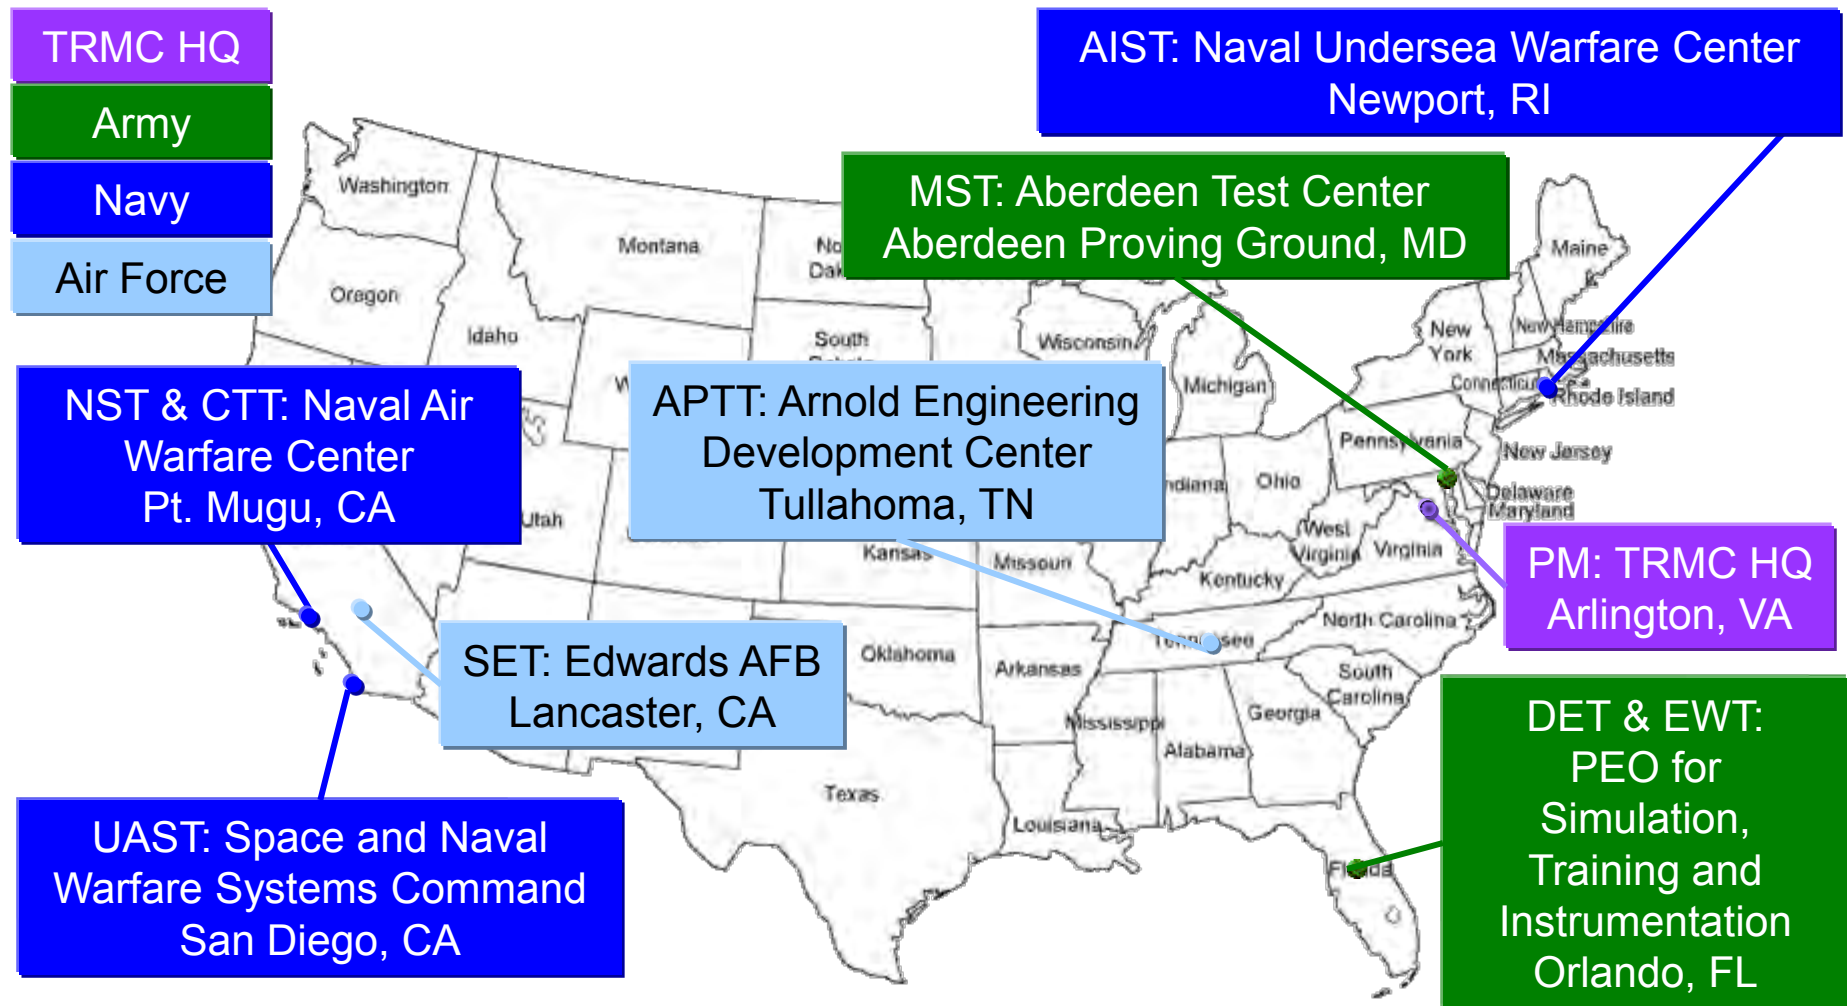 TRMC HQ
Army
Navy
Air Force
AIST: Naval Undersea Warfare Center
Newport, RI
MST: Aberdeen Test Center
Aberdeen Proving Ground, MD
NST & CTT: Naval Air
Warfare Center
Pt. Mugu, CA
APTT: Arnold Engineering
Development Center
Tullahoma, TN
SET: Edwards AFB
Lancaster, CA
UAST: Space and Naval
Warfare Systems Command
San Diego, CA
PM: TRMC HQ
Arlington, VA
DET & EWT:
PEO for
Simulation,
Training and
Instrumentation
Orlando, FL
Washington
Oregon
Idaho
Montana
South
Wisconsin
Michigan
Maine
New
York
New Hampshire
Massachusetts
Connecticut
Rhode Island
Pennsylvania
New Jersey
Delaware
Maryland
Ohio
West
Virginia
Virginia
Utah
Kansas
Missouri
Kentucky
Tennessee
North Carolina
South
Carolina
Oklahoma
Arkansas
Mississippi
Alabama
Georgia
Texas
Louisiana
Florida